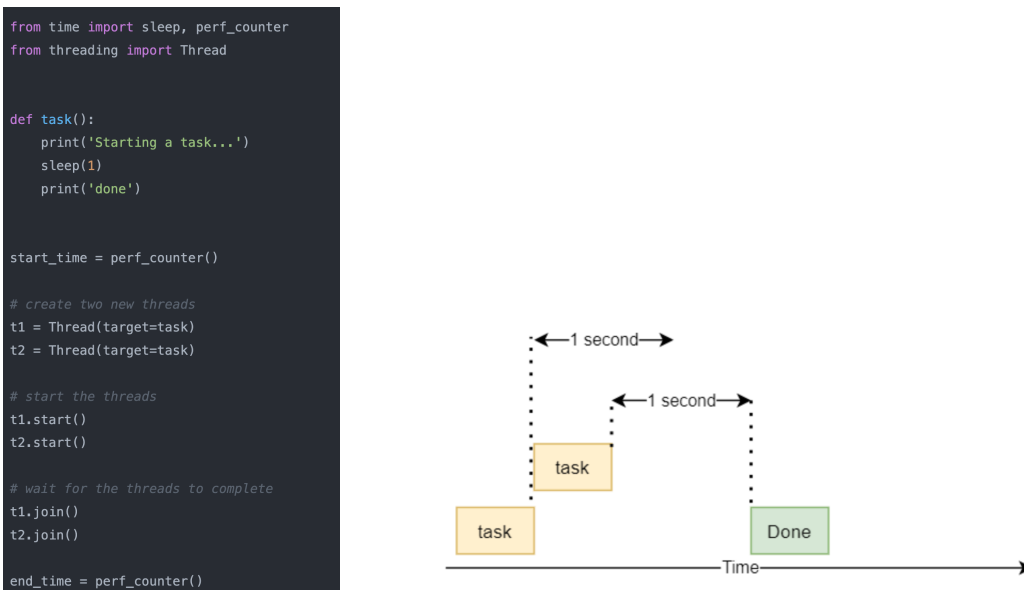 from time import sleep, perf_counter
from threading import Thread
def task():
    print('Starting a task...')
    sleep(1)
    print('done')
start_time = perf_counter()
# create two new threads
t1 = Thread(target=task)
t2 = Thread(target=task)
# start the threads
t1.start()
t2.start()
# wait for the threads to complete
t1.join()
t2.join()
end_time = perf_counter()
1 second
1 second
task
task
Done
Time